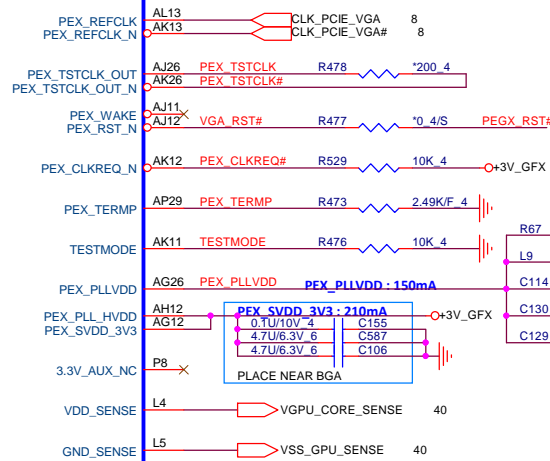 PEX_REFCLK AL13 CLK_PCIE_VGA 8
PEX_REFCLK_N AK13 CLK_PCIE_VGA# 8
PEX_TSTCLK_OUT AJ26 PEX_TSTCLK R478 *200_4
PEX_TSTCLK_OUT_N AK26 PEX_TSTCLK#
PEX_WAKE AJ11
PEX_RST_N AJ12 VGA_RST# R477 *0_4/S PEGX_RST#
PEX_CLKREQ_N AK12 PEX_CLKREQ# R529 10K_4 +3V_GFX
PEX_TERMP AP29 PEX_TERMP R473 2.49K/F_4
R67
TESTMODE AK11 TESTMODE R476 10K_4
L9
PEX_PLLVDD AG26 PEX_PLLVDD PEX_PLLVDD : 150mA C114
PEX_PLL_HVDD AH12 PEX_SVDD_3V3 : 210mA +3V_GFX C130
PEX_SVDD_3V3 AG12 0.1U/10V_4 C155
4.7U/6.3V_6 C587 C129
4.7U/6.3V_6 C106
3.3V_AUX_NC P8 PLACE NEAR BGA
VDD_SENSE L4 VGPU_CORE_SENSE 40
GND_SENSE L5 VSS_GPU_SENSE 40